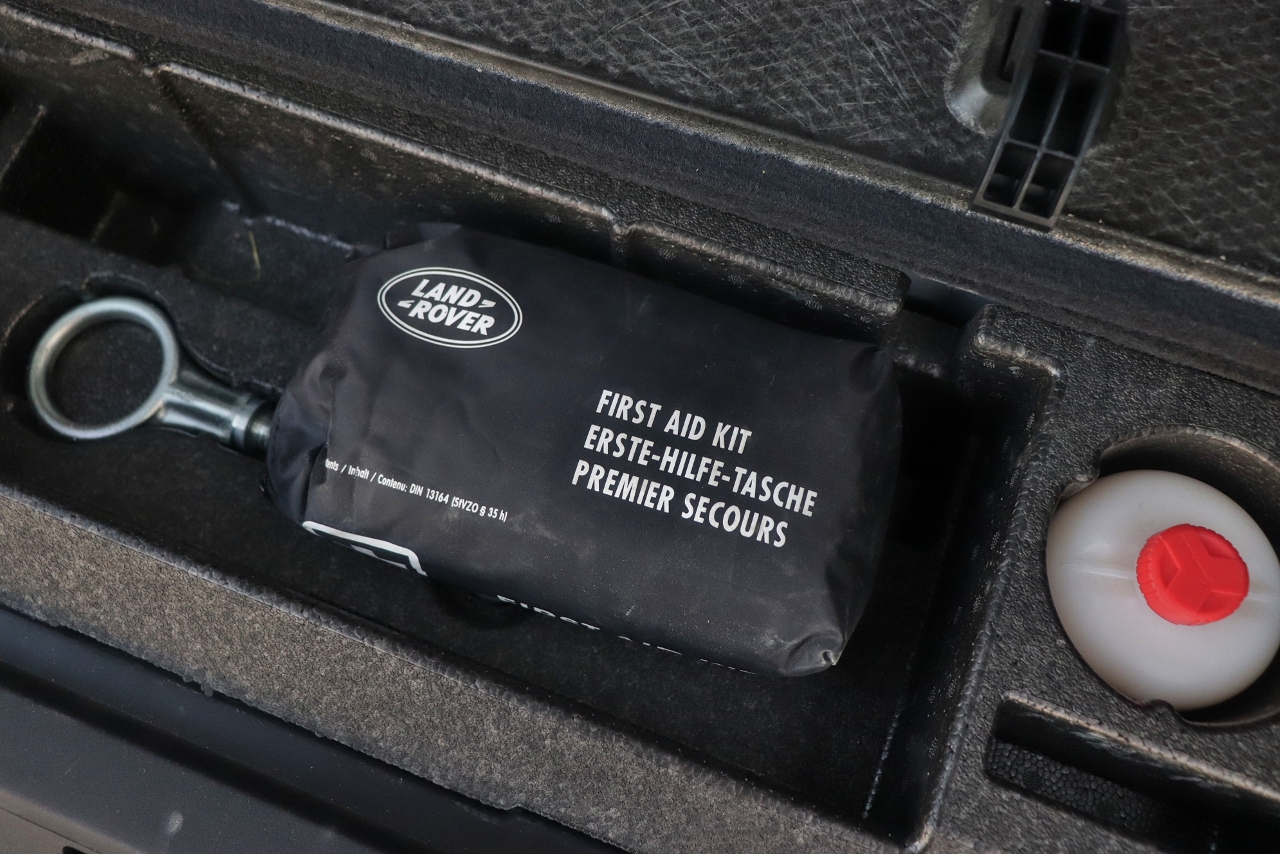 LAND
ROVER
FIRST AID KIT
ERSTE-HILFE-TASCHE
PREMIER SECOURS
/ Inhalt / Contenu: DIN 13164 (StVZO § 35 h)